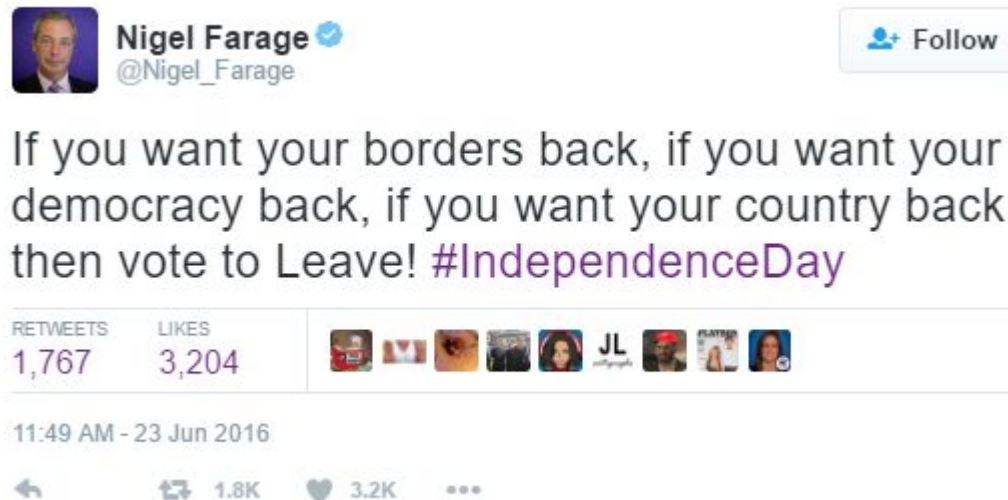 Nigel Farage
@Nigel_Farage
Follow
If you want your borders back, if you want your
democracy back, if you want your country back
then vote to Leave! #IndependenceDay
RETWEETS LIKES
1,767 3,204
JL
11:49 AM - 23 Jun 2016
1.8K 3.2K